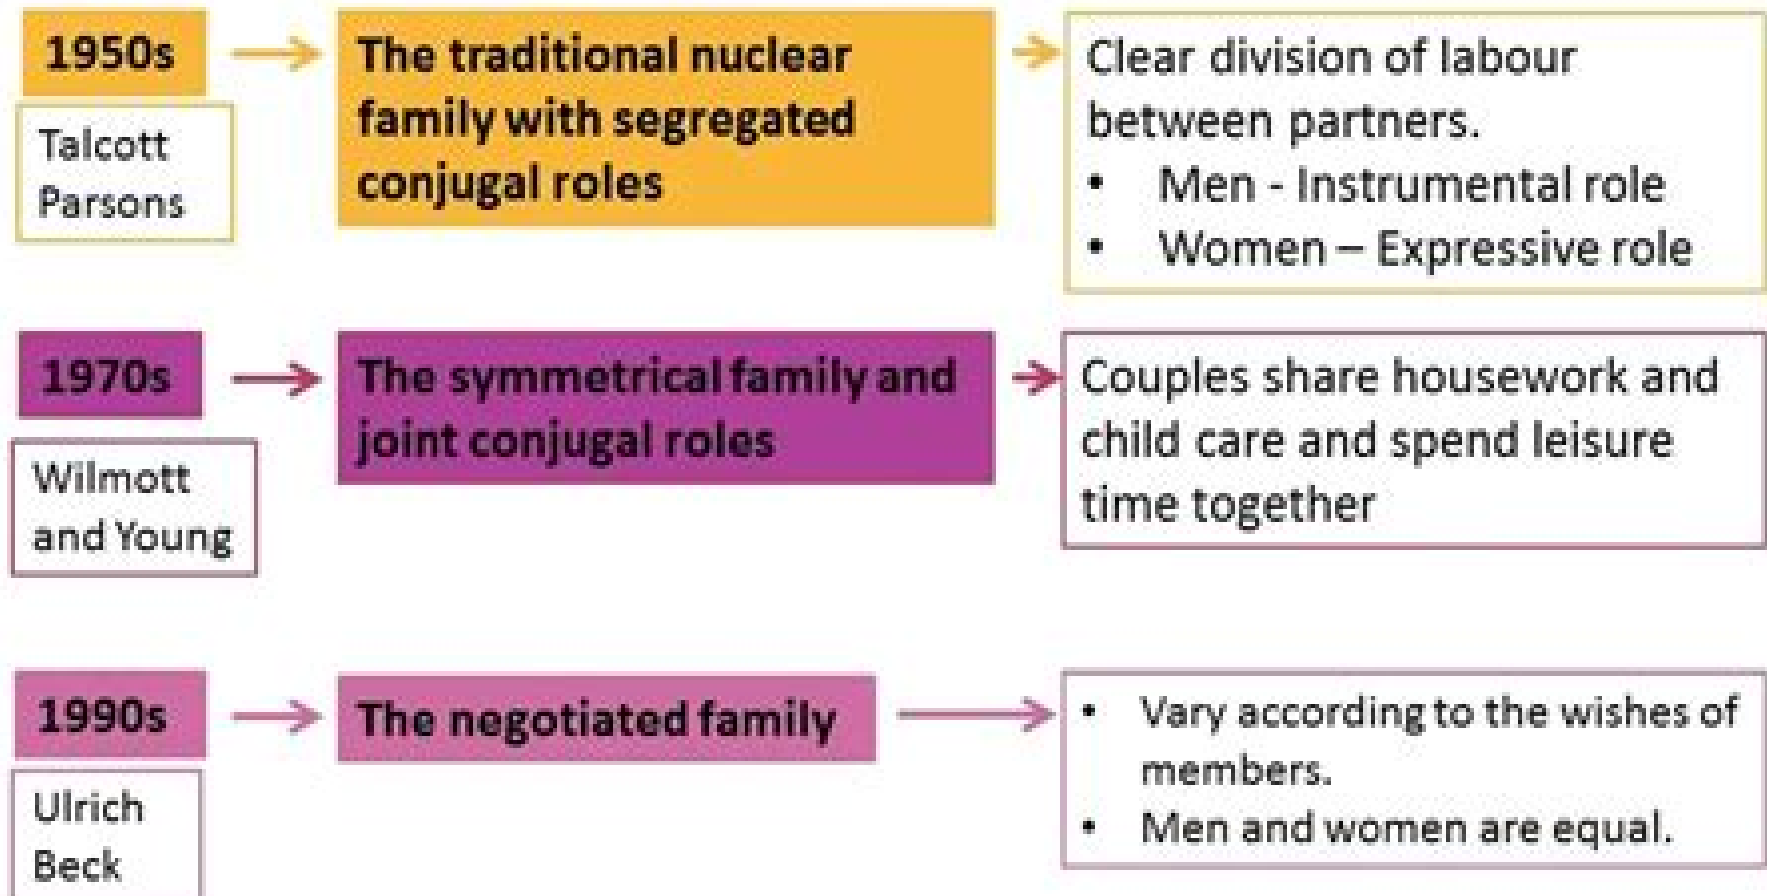 1950s
Talcott
Parsons
The traditional nuclear
family with segregated
conjugal roles
Clear division of labour
between partners.
• Men - Instrumental role
• Women – Expressive role
1970s
Wilmott
and Young
The symmetrical family and
joint conjugal roles
Couples share housework and
child care and spend leisure
time together
1990s
Ulrich
Beck
The negotiated family
• Vary according to the wishes of
members.
• Men and women are equal.